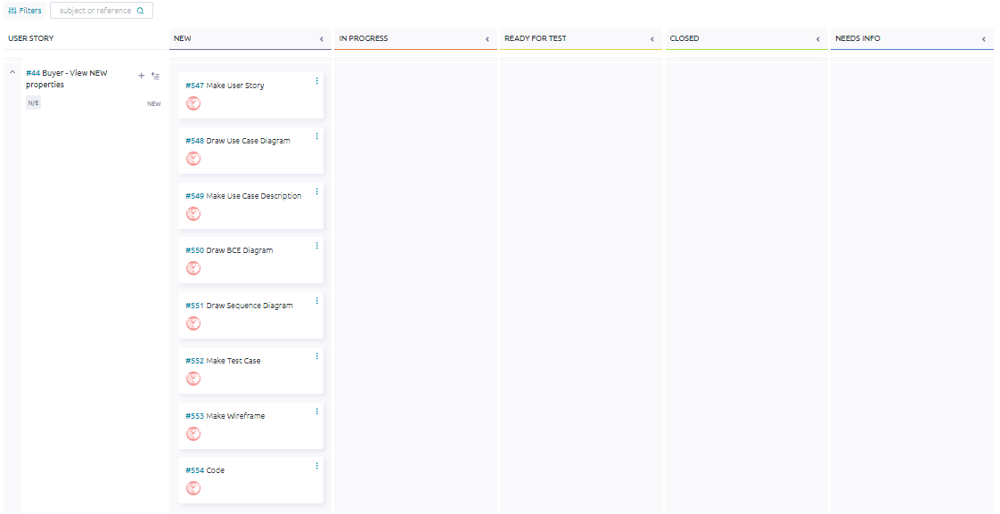 Filters
subject or reference
USER STORY
NEW
IN PROGRESS
READY FOR TEST
CLOSED
NEEDS INFO
#44 Buyer - View NEW
properties
N/E
NEW
#547 Make User Story
#548 Draw Use Case Diagram
#549 Make Use Case Description
#550 Draw BCE Diagram
#551 Draw Sequence Diagram
#552 Make Test Case
#553 Make Wireframe
#554 Code